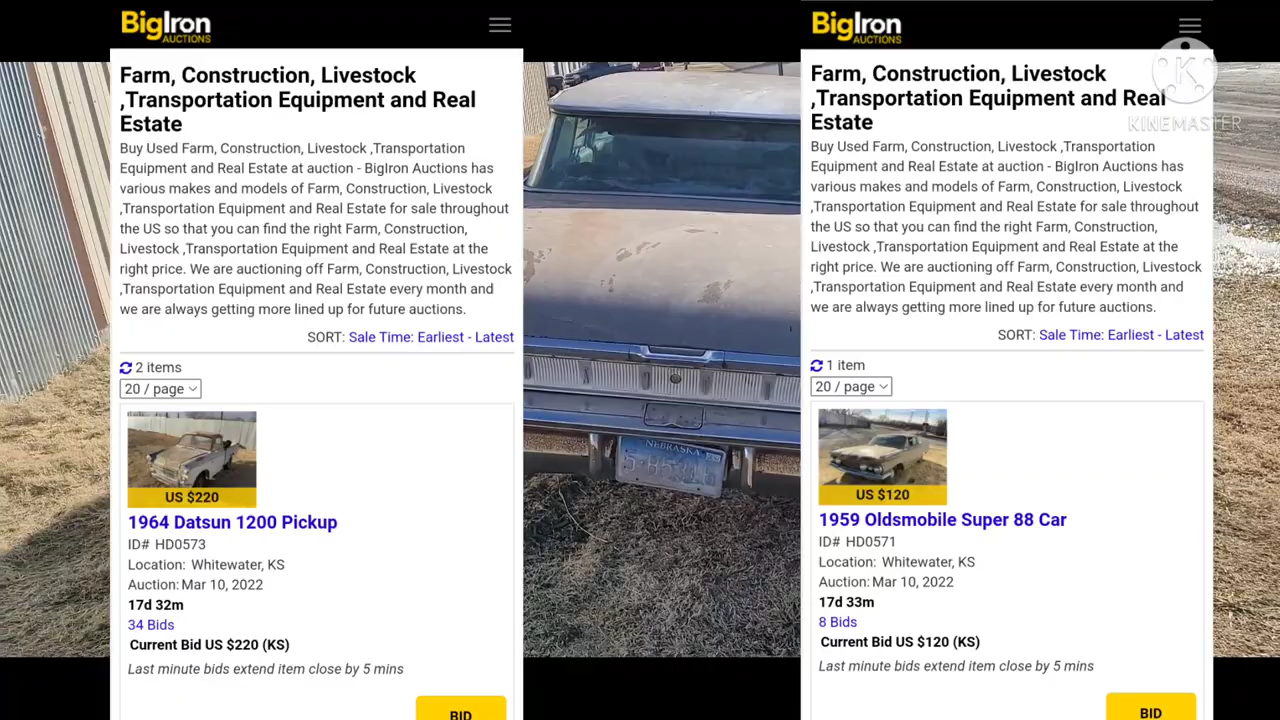 BigIron
AUCTIONS
Farm, Construction, Livestock
,Transportation Equipment and Real
Estate
Buy Used Farm, Construction, Livestock ,Transportation
Equipment and Real Estate at auction - BigIron Auctions has
various makes and models of Farm, Construction, Livestock
,Transportation Equipment and Real Estate for sale throughout
the US so that you can find the right Farm, Construction,
Livestock ,Transportation Equipment and Real Estate at the
right price. We are auctioning off Farm, Construction, Livestock
,Transportation Equipment and Real Estate every month and
we are always getting more lined up for future auctions.
SORT: Sale Time: Earliest - Latest
2 items
20 / page
US $220
1964 Datsun 1200 Pickup
ID# HD0573
Location: Whitewater, KS
Auction: Mar 10, 2022
17d 32m
34 Bids
Current Bid US $220 (KS)
Last minute bids extend item close by 5 mins
BID
NEBRASKA
BigIron
AUCTIONS
Farm, Construction, Livestock
,Transportation Equipment and Real
Estate
Buy Used Farm, Construction, Livestock ,Transportation
Equipment and Real Estate at auction - BigIron Auctions has
various makes and models of Farm, Construction, Livestock
,Transportation Equipment and Real Estate for sale throughout
the US so that you can find the right Farm, Construction,
Livestock ,Transportation Equipment and Real Estate at the
right price. We are auctioning off Farm, Construction, Livestock
,Transportation Equipment and Real Estate every month and
we are always getting more lined up for future auctions.
SORT: Sale Time: Earliest - Latest
1 item
20 / page
US $120
1959 Oldsmobile Super 88 Car
ID# HD0571
Location: Whitewater, KS
Auction: Mar 10, 2022
17d 33m
8 Bids
Current Bid US $120 (KS)
Last minute bids extend item close by 5 mins
BID
K
KINEMASTER